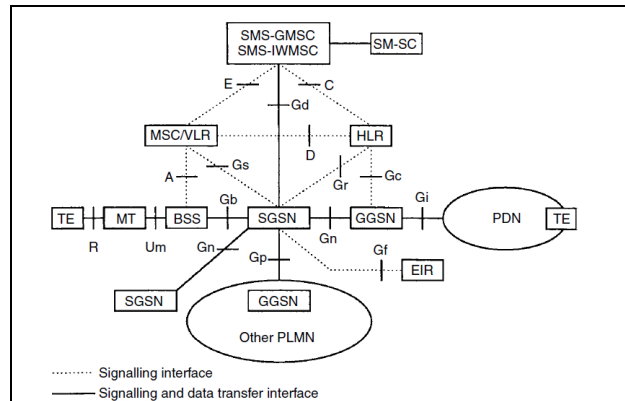 SMS-GMSC
SMS-IWMSC
SM-SC
E
C
Gd
MSC/VLR
HLR
D
A
Gs
Gr
Gc
Gb
Gi
TE
MT
BSS
SGSN
GGSN
PDN
TE
R
Um
Gn
Gp
Gn
Gf
EIR
SGSN
GGSN
Other PLMN
Signalling interface
Signalling and data transfer interface